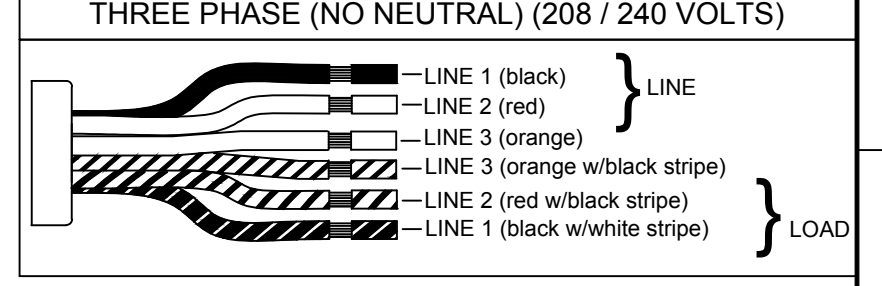 THREE PHASE (NO NEUTRAL) (208 / 240 VOLTS)
LINE 1 (black)
LINE 2 (red)
LINE
LINE 3 (orange)
LINE 3 (orange w/black stripe)
LINE 2 (red w/black stripe)
LINE 1 (black w/white stripe)
LOAD